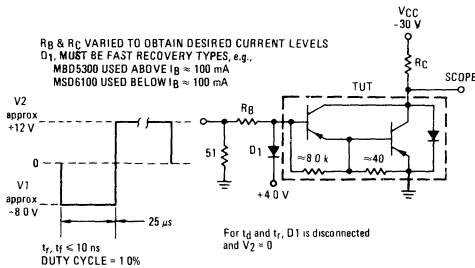 VCC
-30 V
RB & RC VARIED TO OBTAIN DESIRED CURRENT LEVELS
D1, MUST BE FAST RECOVERY TYPES, e.g.,
MBD5300 USED ABOVE IB ≈ 100 mA
MSD6100 USED BELOW IB ≈ 100 mA
RC
SCOPE
TUT
V2
approx
+12 V
RB
0
51
D1
≈8.0 k
≈40
V1
approx
-8.0 V
+4.0 V
25 µs
tr, tf ≤ 10 ns
DUTY CYCLE = 1.0%
For td and tr, D1 is disconnected
and V2 = 0